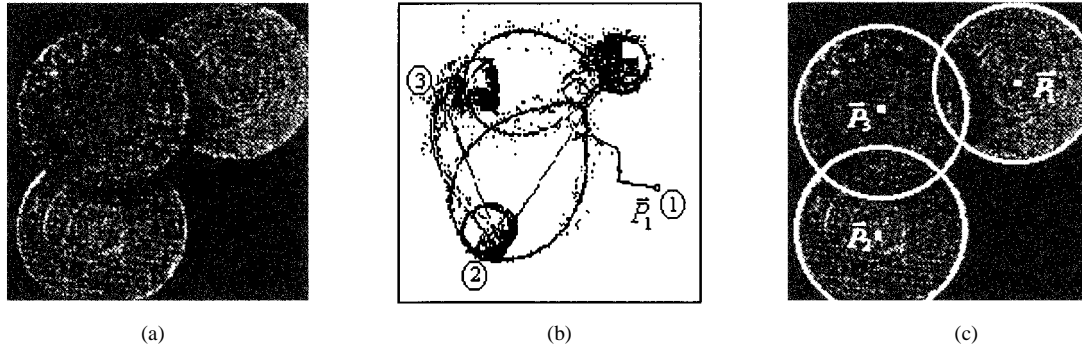 ③
P̄₁
①
②
P̄₁
P̄₃
P̄₂
(a) (b) (c)